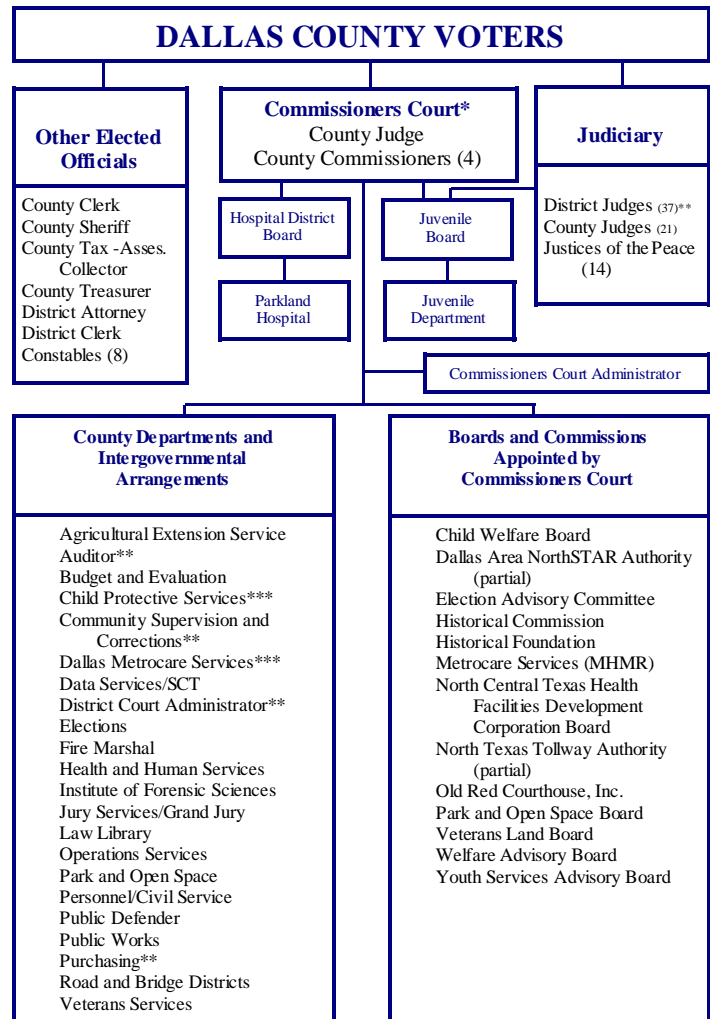 DALLAS COUNTY VOTERS
Other Elected
Officials
County Clerk
County Sheriff
County Tax -Asses.
Collector
County Treasurer
District Attorney
District Clerk
Constables (8)
Commissioners Court*
County Judge
County Commissioners (4)
Judiciary
District Judges (37)**
County Judges (21)
Justices of the Peace
(14)
Hospital District
Board
Juvenile
Board
Parkland
Hospital
Juvenile
Department
Commissioners Court Administrator
County Departments and
Intergovernmental
Arrangements
Agricultural Extension Service
Auditor**
Budget and Evaluation
Child Protective Services***
Community Supervision and
Corrections**
Dallas Metrocare Services***
Data Services/SCT
District Court Administrator**
Elections
Fire Marshal
Health and Human Services
Institute of Forensic Sciences
Jury Services/Grand Jury
Law Library
Operations Services
Park and Open Space
Personnel/Civil Service
Public Defender
Public Works
Purchasing**
Road and Bridge Districts
Veterans Services
Boards and Commissions
Appointed by
Commissioners Court
Child Welfare Board
Dallas Area NorthSTAR Authority
(partial)
Election Advisory Committee
Historical Commission
Historical Foundation
Metrocare Services (MHMR)
North Central Texas Health
Facilities Development
Corporation Board
North Texas Tollway Authority
(partial)
Old Red Courthouse, Inc.
Park and Open Space Board
Veterans Land Board
Welfare Advisory Board
Youth Services Advisory Board